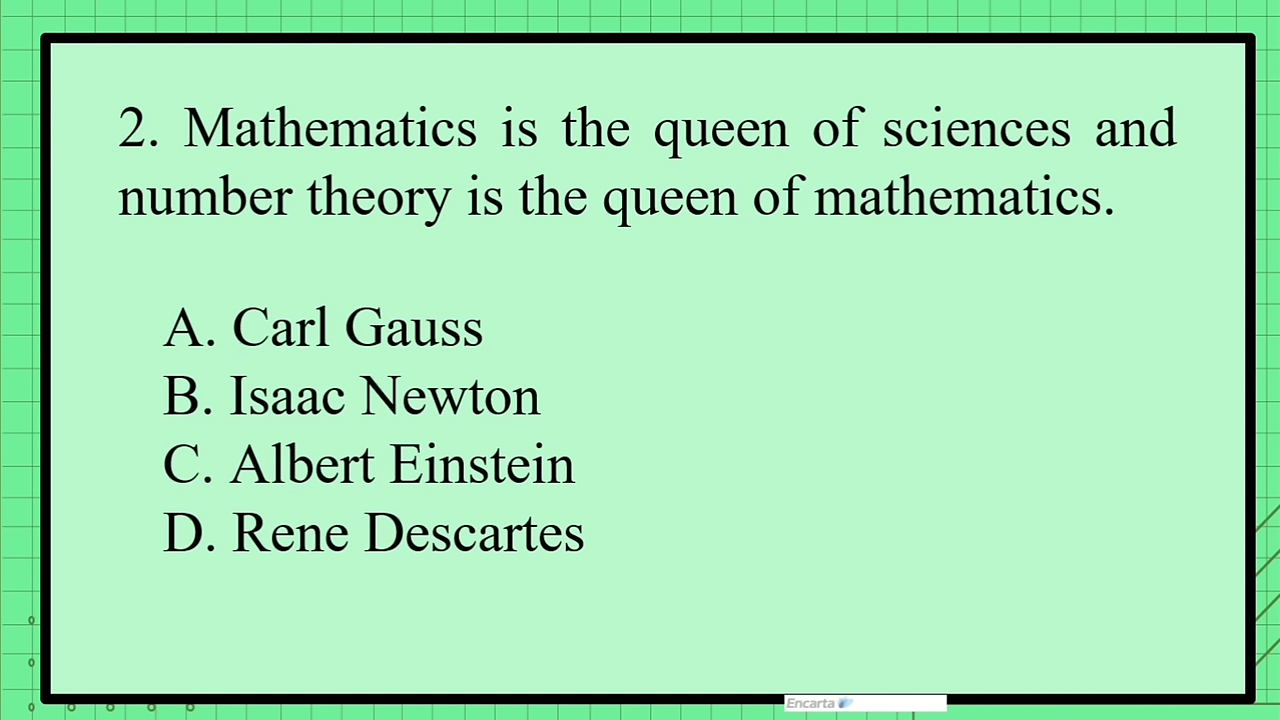 2. Mathematics is the queen of sciences and
number theory is the queen of mathematics.
A. Carl Gauss
B. Isaac Newton
C. Albert Einstein
D. Rene Descartes
Encarta